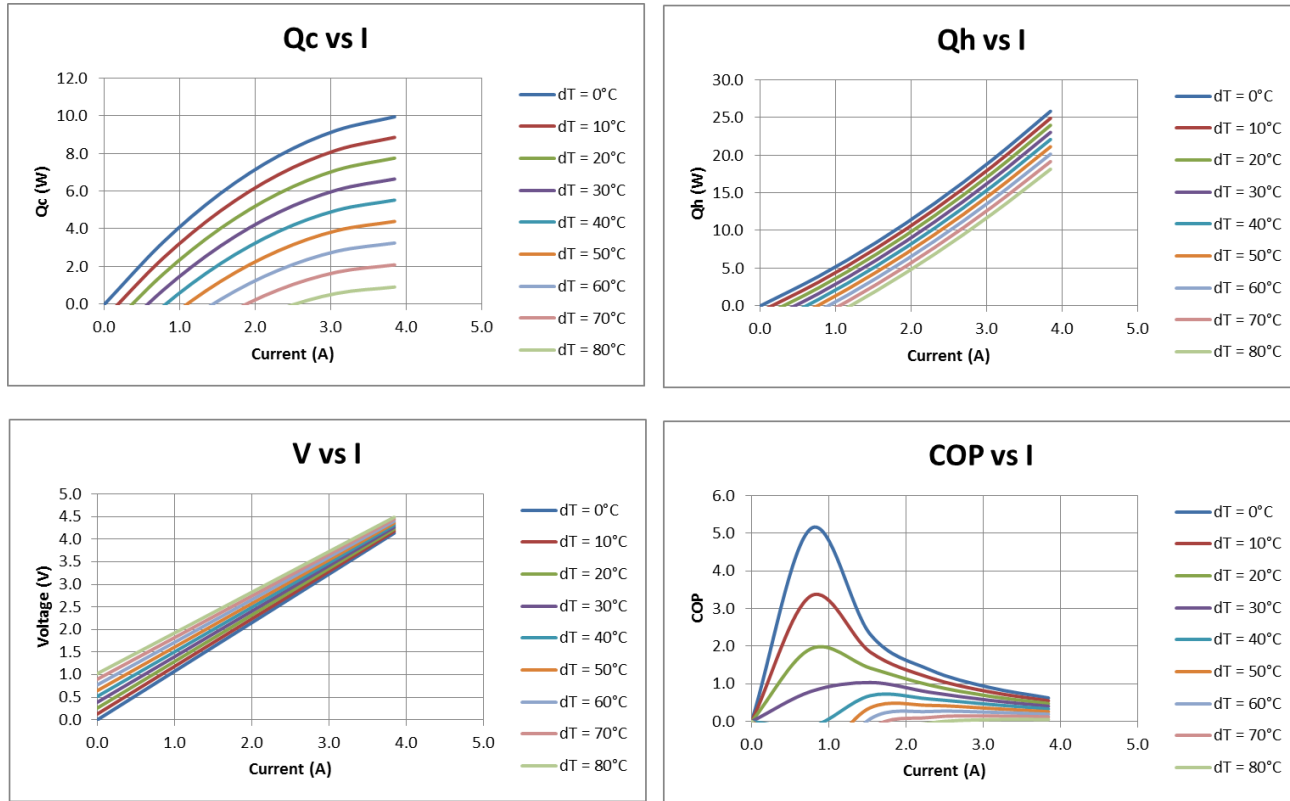 Qc vs I
Qc (W)
12.0
10.0
8.0
6.0
4.0
2.0
0.0
0.0 1.0 2.0 3.0 4.0 5.0
Current (A)
dT = 0°C
dT = 10°C
dT = 20°C
dT = 30°C
dT = 40°C
dT = 50°C
dT = 60°C
dT = 70°C
dT = 80°C
Qh vs I
Qh (W)
30.0
25.0
20.0
15.0
10.0
5.0
0.0
0.0 1.0 2.0 3.0 4.0 5.0
Current (A)
dT = 0°C
dT = 10°C
dT = 20°C
dT = 30°C
dT = 40°C
dT = 50°C
dT = 60°C
dT = 70°C
dT = 80°C
V vs I
Voltage (V)
5.0
4.5
4.0
3.5
3.0
2.5
2.0
1.5
1.0
0.5
0.0
0.0 1.0 2.0 3.0 4.0 5.0
Current (A)
dT = 0°C
dT = 10°C
dT = 20°C
dT = 30°C
dT = 40°C
dT = 50°C
dT = 60°C
dT = 70°C
dT = 80°C
COP vs I
COP
6.0
5.0
4.0
3.0
2.0
1.0
0.0
0.0 1.0 2.0 3.0 4.0 5.0
Current (A)
dT = 0°C
dT = 10°C
dT = 20°C
dT = 30°C
dT = 40°C
dT = 50°C
dT = 60°C
dT = 70°C
dT = 80°C